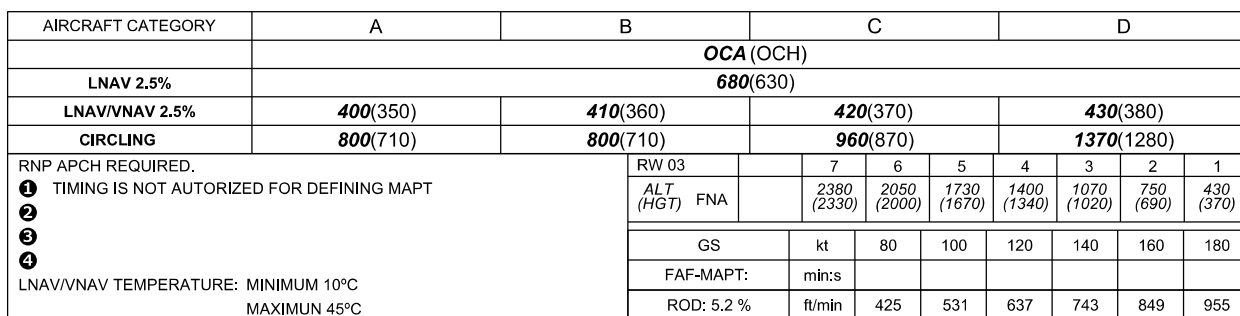 AIRCRAFT CATEGORY A B C D
OCA (OCH)
LNAV 2.5% 680(630)
LNAV/VNAV 2.5% 400(350) 410(360) 420(370) 430(380)
CIRCLING 800(710) 800(710) 960(870) 1370(1280)
RNP APCH REQUIRED.
❶ TIMING IS NOT AUTORIZED FOR DEFINING MAPT
❷
❸
❹
LNAV/VNAV TEMPERATURE: MINIMUM 10ºC
MAXIMUN 45ºC
RW 03 7 6 5 4 3 2 1
ALT (HGT) FNA 2380 (2330) 2050 (2000) 1730 (1670) 1400 (1340) 1070 (1020) 750 (690) 430 (370)
GS kt 80 100 120 140 160 180
FAF-MAPT: min:s
ROD: 5.2 % ft/min 425 531 637 743 849 955